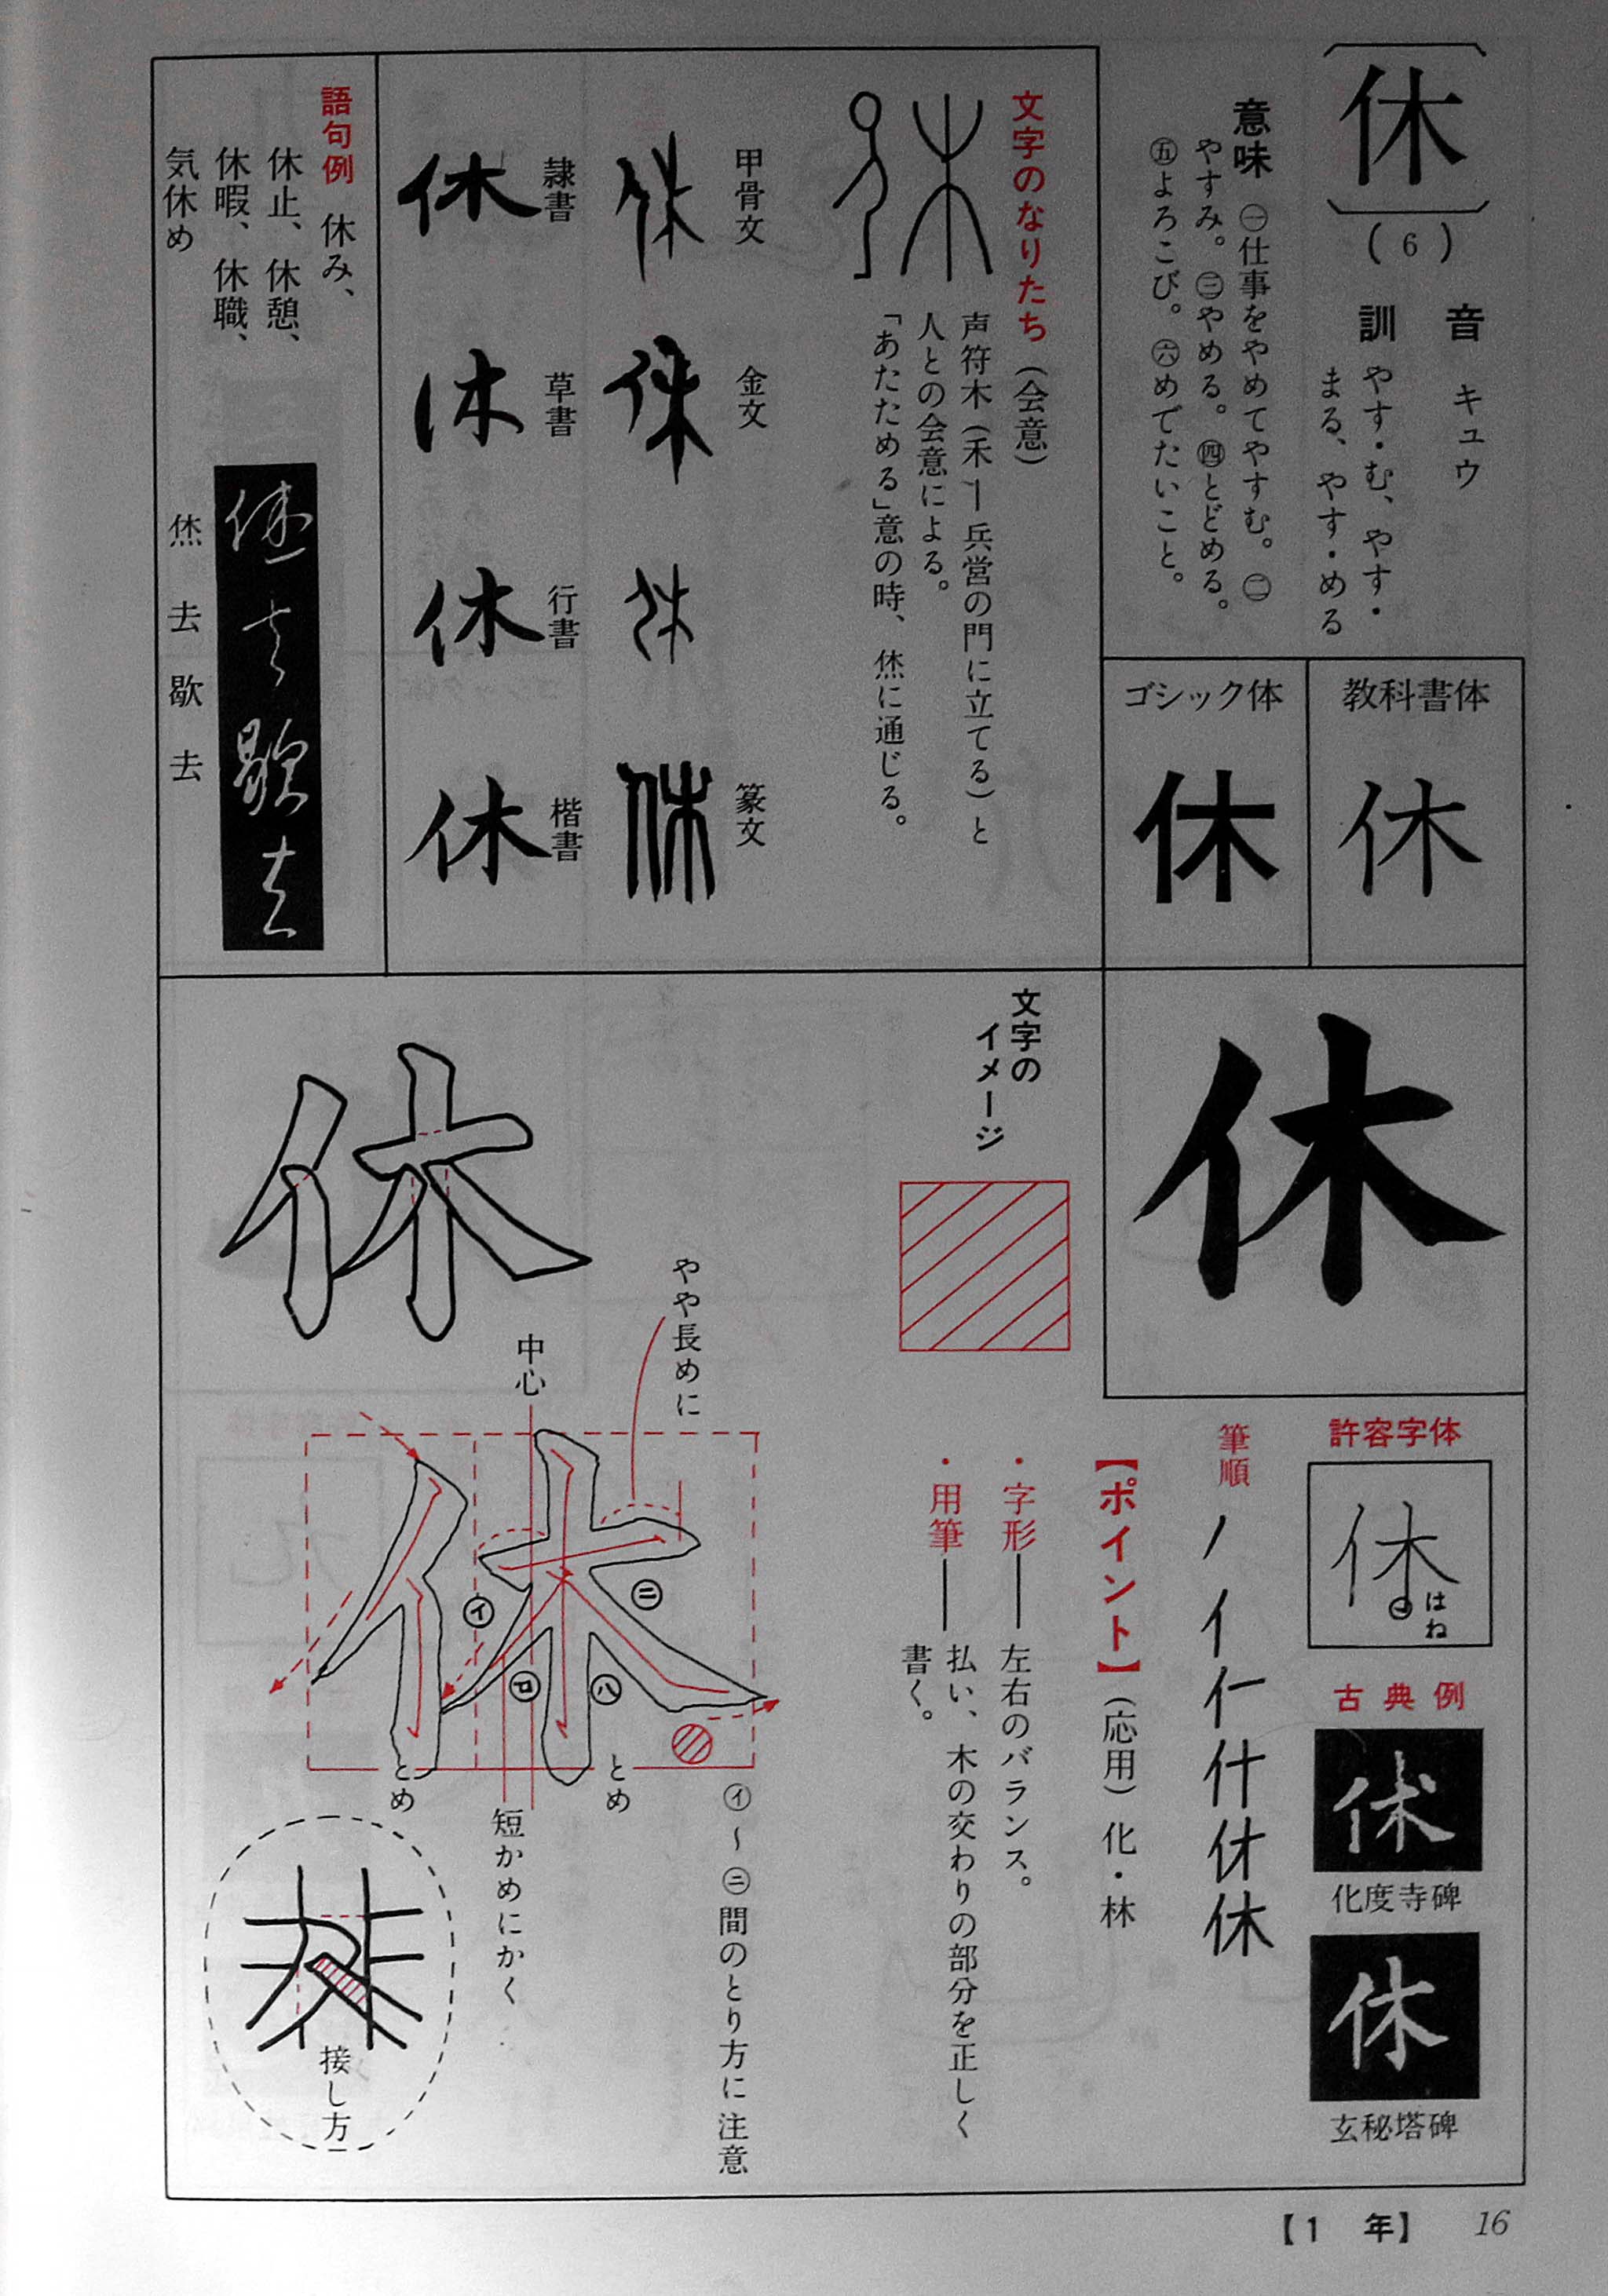 休
(6)
音 キュウ
訓 やす・む、やす・
まる、やす・める
意味 ㊀仕事をやめてやすむ。㊁
やすみ。㊂やめる。㊃とどめる。
㊄よろこび。㊅めでたいこと。
教科書体
休
ゴシック体
休
文字のなりたち(会意)
声符木(禾―兵営の門に立てる)と
人との会意による。
「あたためる」意の時、烋に通じる。
甲骨文
金文
篆文
隷書
休
草書
休
行書
休
楷書
休
語句例 休み、
休止、休憩、
休暇、休職、
気休め
烋去歇去
休
文字の
イメージ
許容字体
休
はね
古典例
休
化度寺碑
休
玄秘塔碑
筆順
休
【ポイント】(応用)化・林
・字形――左右のバランス。
・用筆――払い、木の交わりの部分を正しく
書く。
休
やや長めに
中心
休
㋑
㋺
㋩
㋥
とめ
とめ
短かめにかく
㋑〜㋥間のとり方に注意
接し方
【1 年】 16